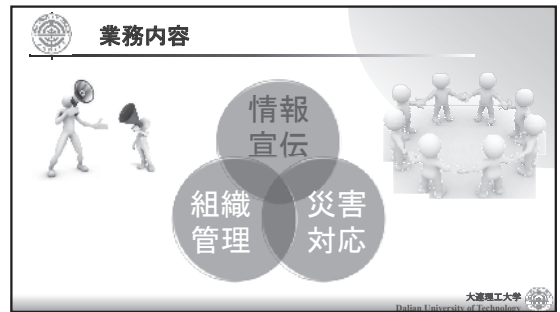 業務内容
情報
宣伝
組織
管理
災害
対応
大連理工大学
Dalian University of Technology